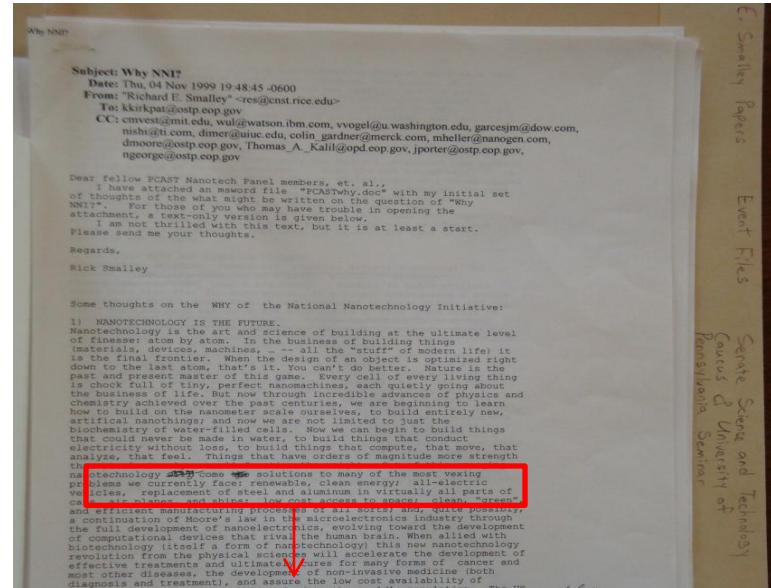 Why NNI?
Subject: Why NNI?
Date: Thu, 04 Nov 1999 19:48:45 -0600
From: "Richard E. Smalley" <res@cnst.rice.edu>
To: kkirkpat@ostp.eop.gov
CC: cmvest@mit.edu, wul@watson.ibm.com, vvogel@u.washington.edu, garcesjm@dow.com,
nishi@ti.com, dimer@uiuc.edu, colin_gardner@merck.com, mheller@nanogen.com,
dmoore@ostp.eop.gov, Thomas_A._Kalil@opd.eop.gov, jporter@ostp.eop.gov,
ngeorge@ostp.eop.gov
Dear fellow PCAST Nanotech Panel members, et. al.,
I have attached an msword file "PCASTwhy.doc" with my initial set
of thoughts of the what might be written on the question of "Why
NNI?". For those of you who may have trouble in opening the
attachment, a text-only version is given below.
I am not thrilled with this text, but it is at least a start.
Please send me your thoughts.
Regards,
Rick Smalley
Some thoughts on the WHY of the National Nanotechnology Initiative:
1) NANOTECHNOLOGY IS THE FUTURE.
Nanotechnology is the art and science of building at the ultimate level
of finesse: atom by atom. In the business of building things
(materials, devices, machines, … -- all the "stuff" of modern life) it
is the final frontier. When the design of an object is optimized right
down to the last atom, that's it. You can't do better. Nature is the
past and present master of this game. Every cell of every living thing
is chock full of tiny, perfect nanomachines, each quietly going about
the business of life. But now through incredible advances of physics and
chemistry achieved over the past centuries, we are beginning to learn
how to build on the nanometer scale ourselves, to build entirely new,
artifical nanothings; and now we are not limited to just the
biochemistry of water-filled cells. Now we can begin to build things
that could never be made in water, to build things that conduct
electricity without loss, to build things that compute, that move, that
analyze, that feel. Things that have orders of magnitude more strength
nanotechnology come solutions to many of the most vexing
problems we currently face: renewable, clean energy; all-electric
vehicles, replacement of steel and aluminum in virtually all parts of
cars, air planes, and ships; low cost access to space; clean, "green"
and efficient manufacturing processes of all sorts; and, quite possibly,
a continuation of Moore's law in the microelectronics industry through
the full development of nanoelectronics, evolving toward the development
of computational devices that rival the human brain. When allied with
biotechnology (itself a form of nanotechnology) this new nanotechnology
revolution from the physical sciences will accelerate the development of
effective treatments and ultimate cures for many forms of cancer and
most other diseases, the development of non-invasive medicine (both
diagnosis and treatment), and assure the low cost availability of
E. Smalley Papers Event Files Senate Science and Technology
Caucus & University of
Pennsylvania Seminar